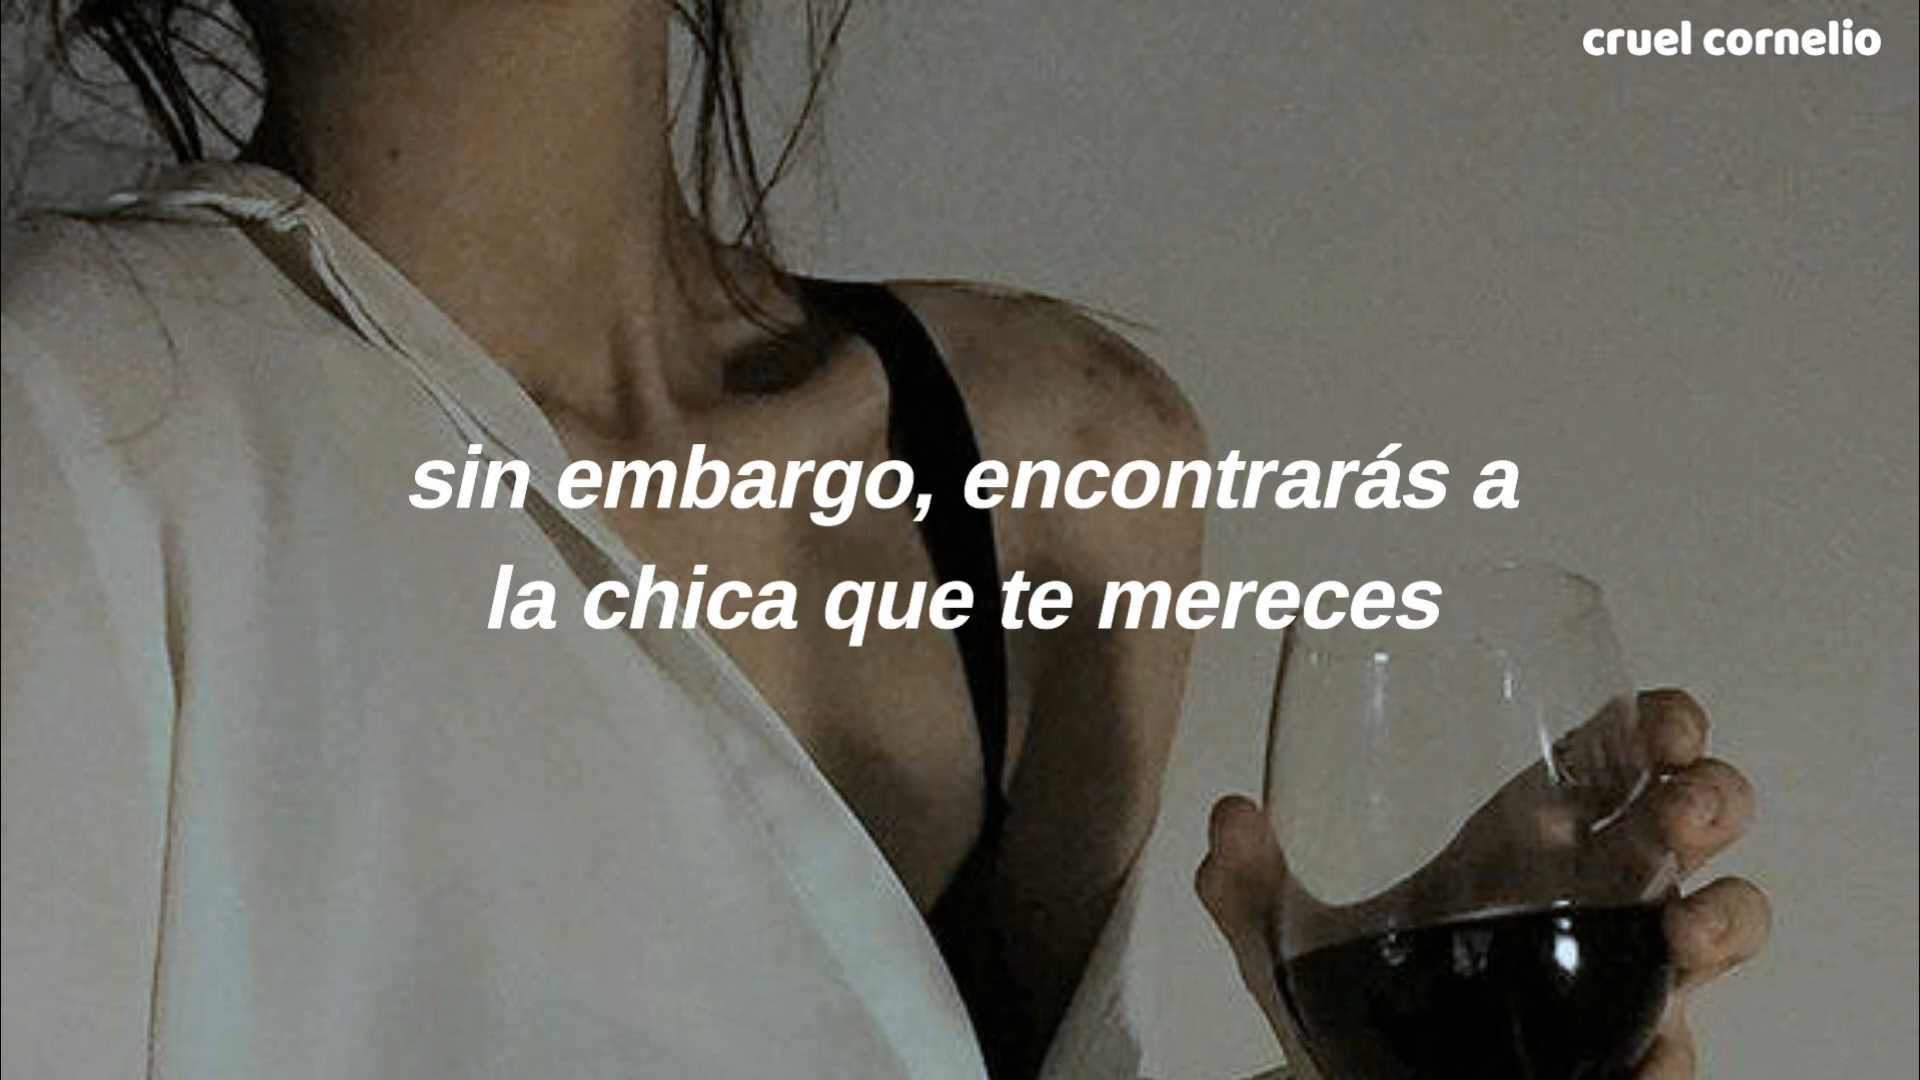 cruel cornelio
sin embargo, encontrarás a
la chica que te mereces